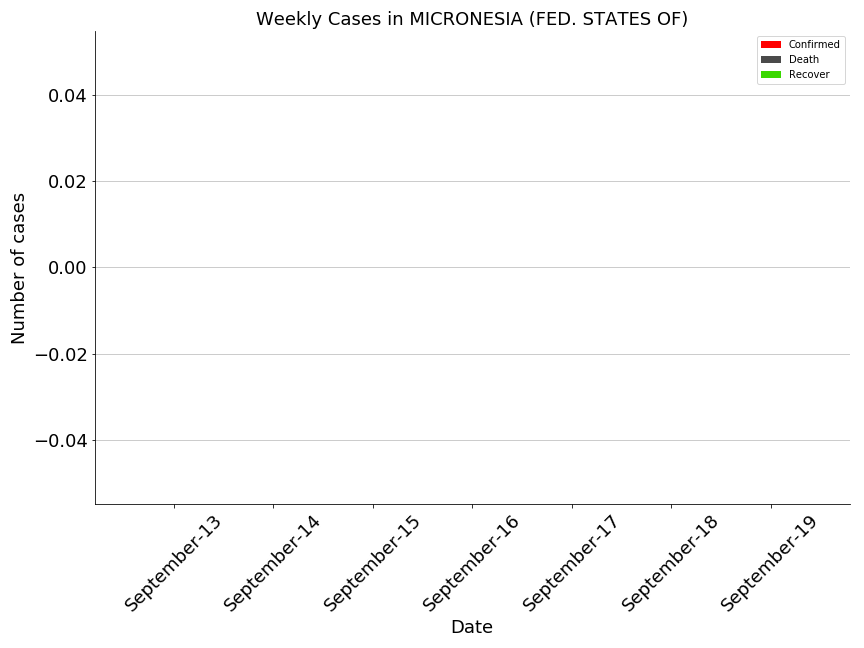 Weekly Cases in MICRONESIA (FED. STATES OF)
Confirmed
Death
Recover
Number of cases
0.04
0.02
0.00
−0.02
−0.04
September-13
September-14
September-15
September-16
September-17
September-18
September-19
Date